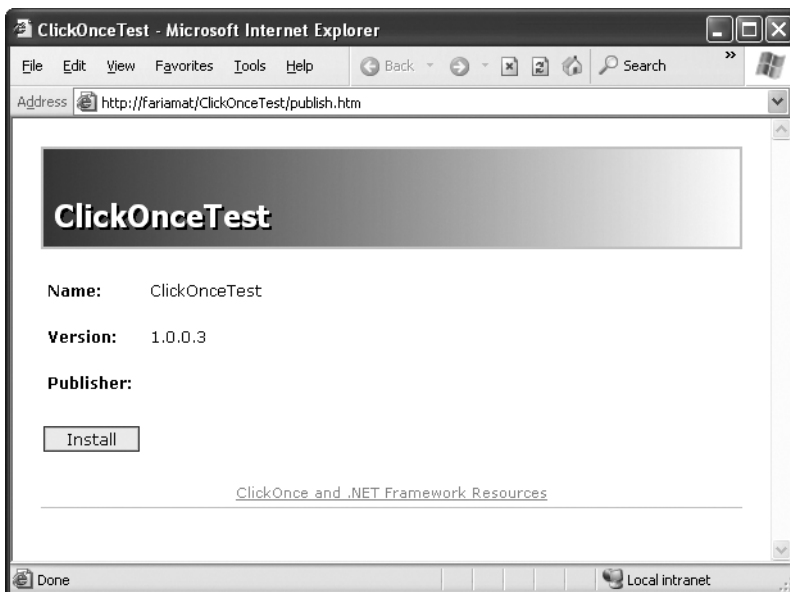 ClickOnceTest - Microsoft Internet Explorer
File Edit View Favorites Tools Help Back Search »
Address http://fariamat/ClickOnceTest/publish.htm
ClickOnceTest
Name: ClickOnceTest
Version: 1.0.0.3
Publisher:
Install
ClickOnce and .NET Framework Resources
Done Local intranet